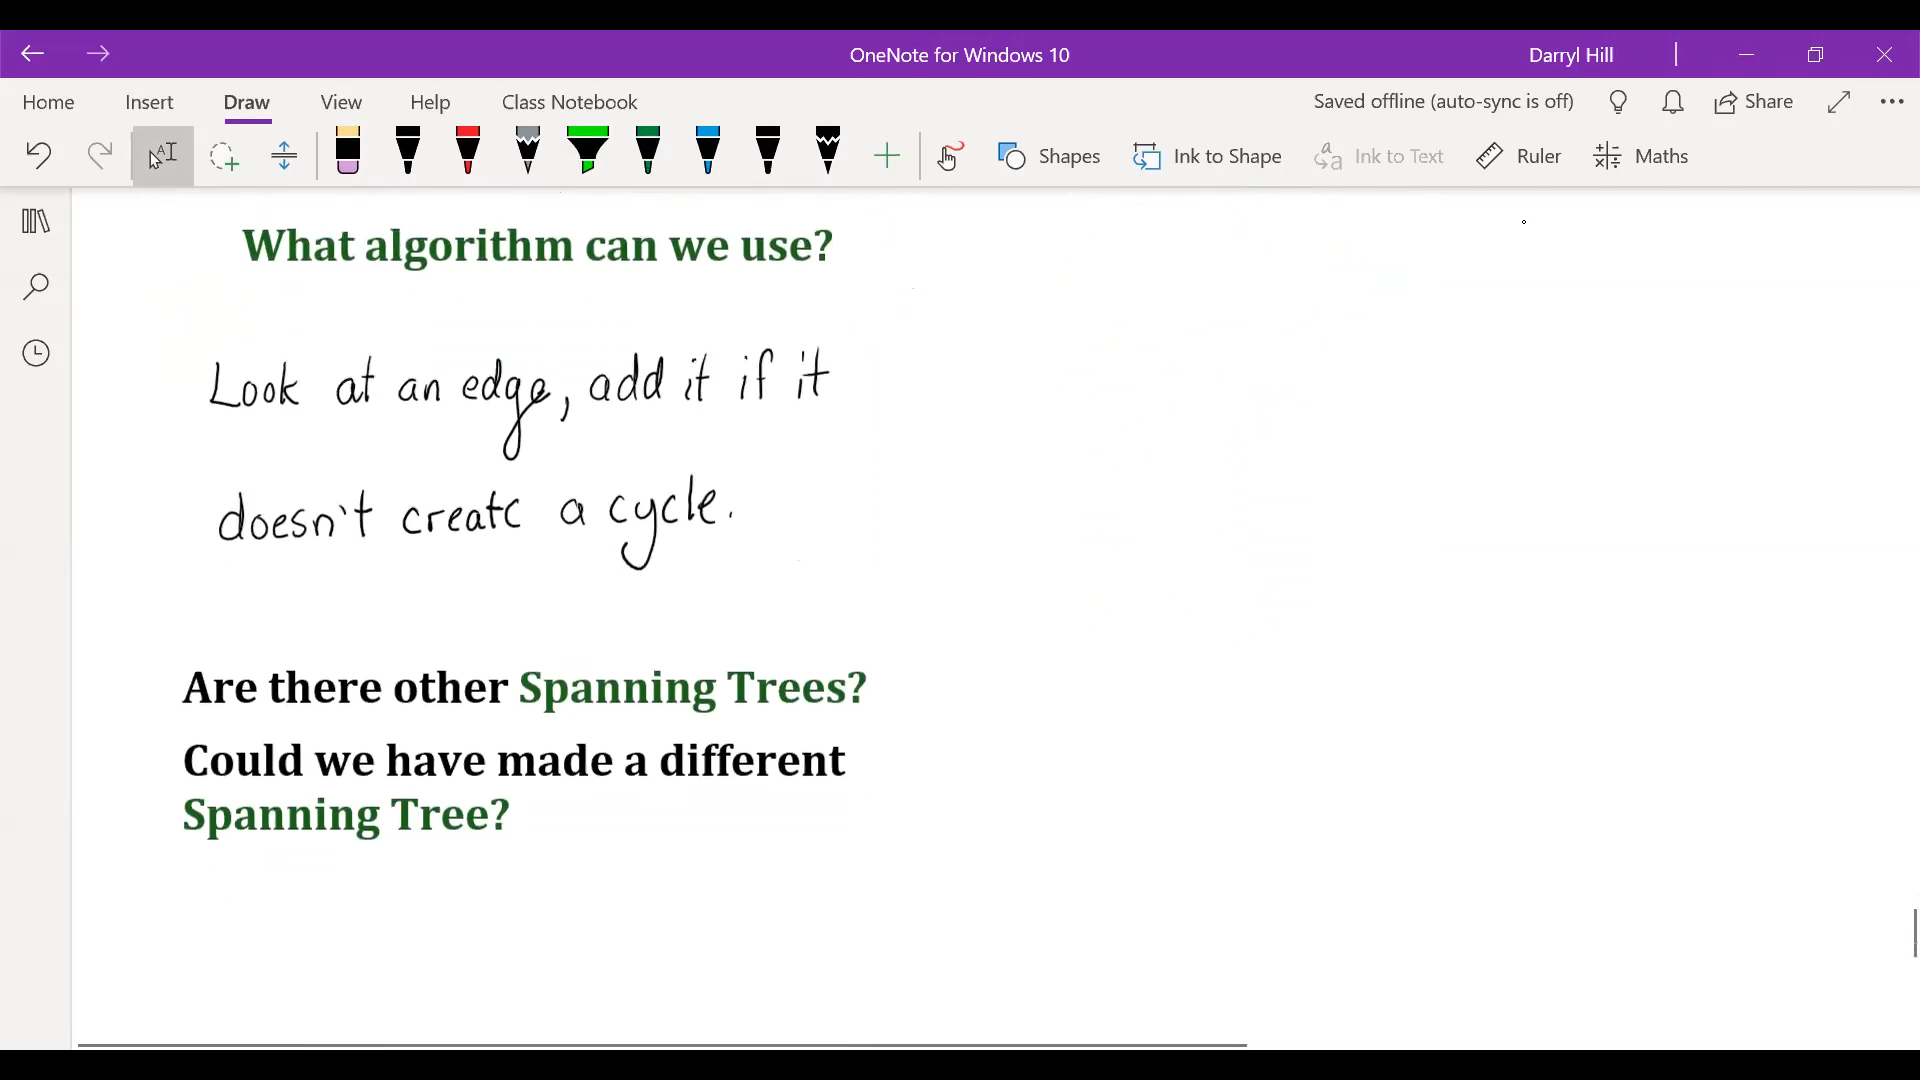 OneNote for Windows 10
Darryl Hill
Home Insert Draw View Help Class Notebook
Saved offline (auto-sync is off) Share
Shapes Ink to Shape Ink to Text Ruler Maths
What algorithm can we use?
Look at an edge, add it if it
doesn't create a cycle.
Are there other Spanning Trees?
Could we have made a different
Spanning Tree?